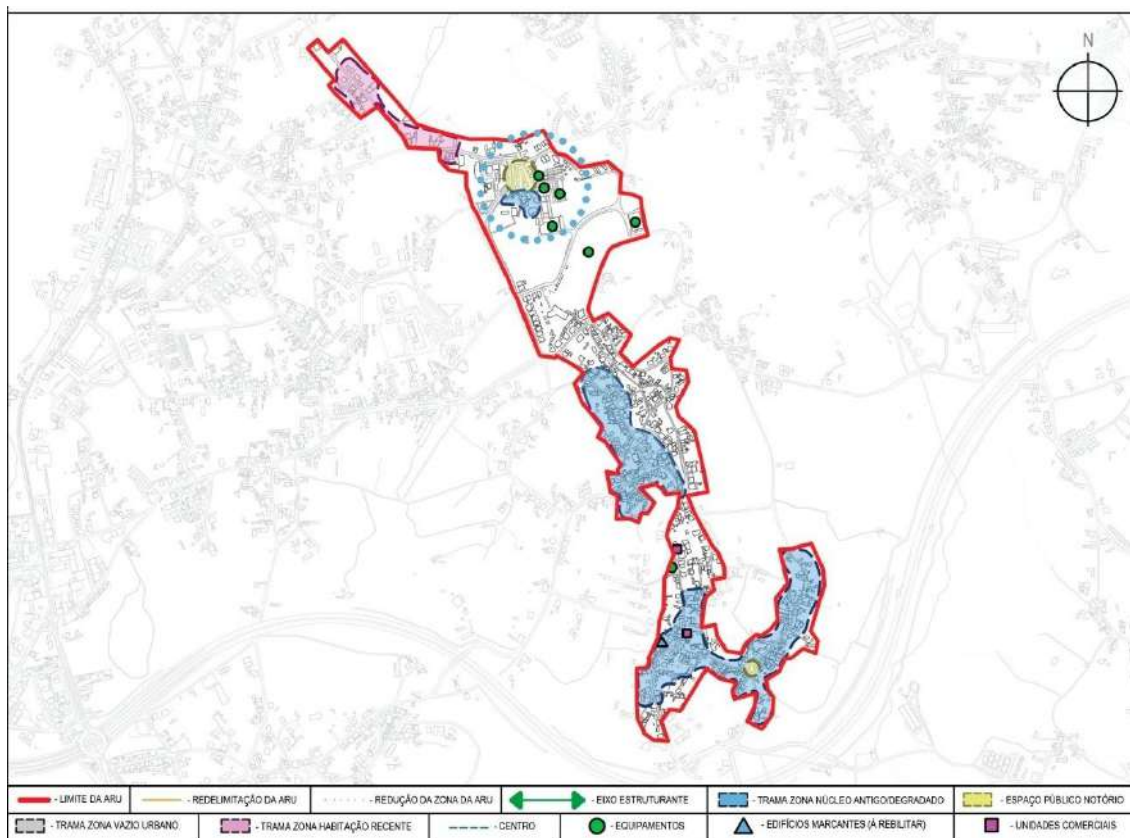 N
- LIMITE DA ARU
- REDELIMITAÇÃO DA ARU
- REDUÇÃO DA ZONA DA ARU
- EIXO ESTRUTURANTE
- TRAMA ZONA NÚCLEO ANTIGO/DEGRADADO
- ESPAÇO PÚBLICO NOTÓRIO
- TRAMA ZONA VAZIO URBANO
- TRAMA ZONA HABITAÇÃO RECENTE
- CENTRO
- EQUIPAMENTOS
- EDIFÍCIOS MARCANTES (À REBILITAR)
- UNIDADES COMERCIAIS